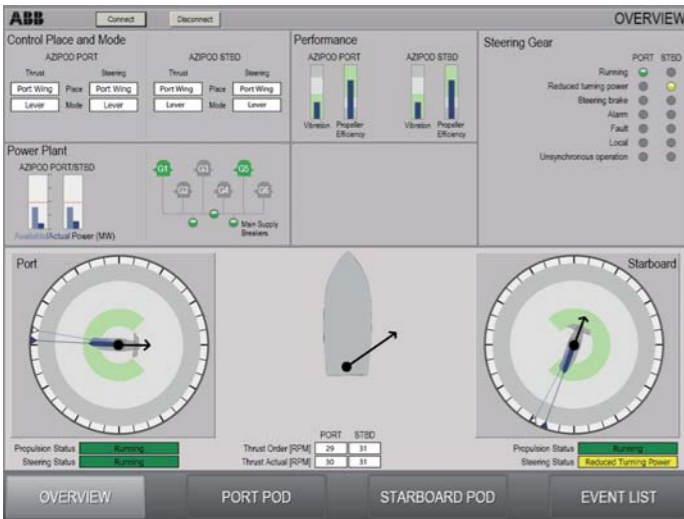 ABB
Connect
Disconnect
OVERVIEW
Control Place and Mode
AZIPOD PORT
AZIPOD STBD
Thrust
Steering
Thrust
Steering
Port Wing Place Port Wing
Port Wing Place Port Wing
Lever Mode Lever
Lever Mode Lever
Performance
AZIPOD PORT
AZIPOD STBD
Vibration
Propeller
Efficiency
Vibration
Propeller
Efficiency
Steering Gear
PORT STBD
Running
Reduced turning power
Steering brake
Alarm
Fault
Local
Unsynchronous operation
Power Plant
AZIPOD PORT/STBD
Available/Actual Power (MW)
G1
G3
G5
G2
G4
G6
Main Supply
Breakers
Port
Starboard
PORT STBD
Propulsion Status Running
Thrust Order [RPM] 29 31
Propulsion Status Running
Steering Status Running
Thrust Actual [RPM] 30 31
Steering Status Reduced Turning Power
OVERVIEW
PORT POD
STARBOARD POD
EVENT LIST